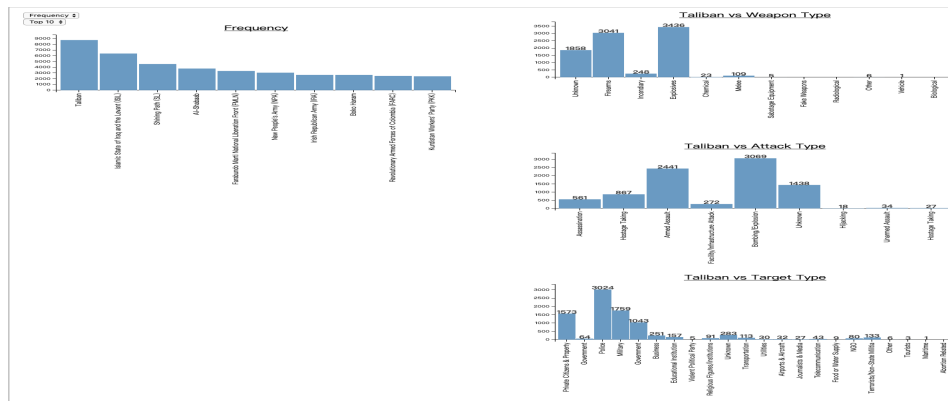 Frequency
Top 10
Frequency
9000
8000
7000
6000
5000
4000
3000
2000
1000
0
Taliban
Islamic State of Iraq and the Levant (ISIL)
Shining Path (SL)
Al-Shabaab
Farabundo Marti National Liberation Front (FMLN)
New People's Army (NPA)
Irish Republican Army (IRA)
Boko Haram
Revolutionary Armed Forces of Colombia (FARC)
Kurdistan Workers' Party (PKK)
Taliban vs Weapon Type
3500
3000
2500
2000
1500
1000
500
0
1858
3041
248
3436
23
109
Unknown
Firearms
Incendiary
Explosives
Chemical
Melee
Sabotage Equipment
Fake Weapons
Radiological
Other
Vehicle
Biological
Taliban vs Attack Type
3000
2500
2000
1500
1000
500
0
561
867
2441
272
3069
1438
18
34
27
Assassination
Hostage Taking
Armed Assault
Facility/Infrastructure Attack
Bombing/Explosion
Unknown
Hijacking
Unarmed Assault
Hostage Taking
Taliban vs Target Type
3000
2500
2000
1500
1000
500
0
1573
64
3024
1759
1043
251
157
91
283
113
20
22
27
43
80
133
Private Citizens & Property
Government
Police
Military
Government
Business
Educational Institution
Violent Political Party
Religious Figures/Institutions
Unknown
Transportation
Utilities
Airports & Aircraft
Journalists & Media
Telecommunication
Food or Water Supply
NGO
Terrorists/Non-State Militia
Other
Tourists
Maritime
Abortion Related